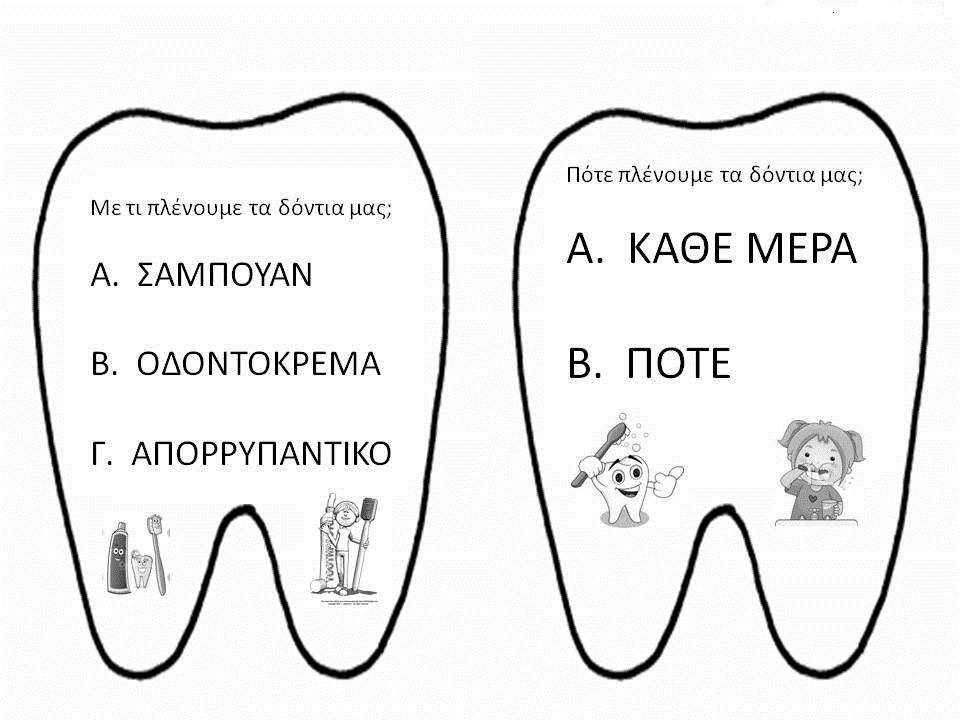 Με τι πλένουμε τα δόντια μας;
Α. ΣΑΜΠΟΥΑΝ
Β. ΟΔΟΝΤΟΚΡΕΜΑ
Γ. ΑΠΟΡΡΥΠΑΝΤΙΚΟ
Πότε πλένουμε τα δόντια μας;
Α. ΚΑΘΕ ΜΕΡΑ
Β. ΠΟΤΕ